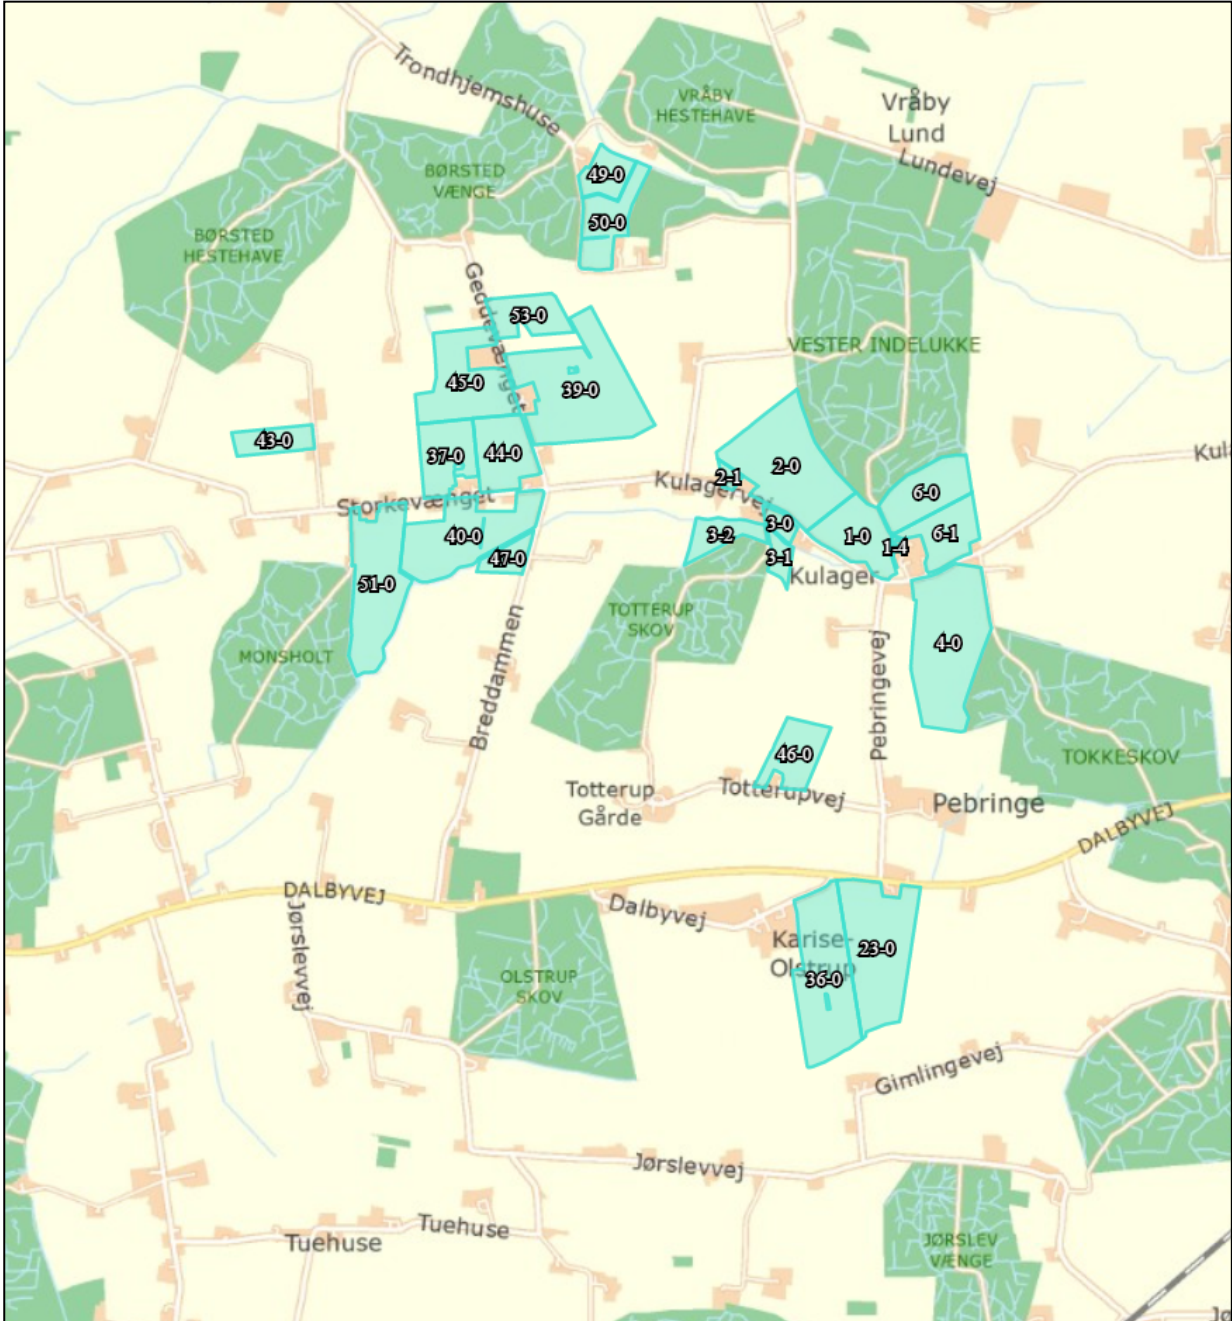 Trondhjemshuse
VRÅBY
HESTEHAVE
Vråby
Lund
Lundevej
BØRSTED
VÆNGE
49-0
50-0
BØRSTED
HESTEHAVE
Geddevænget
53-0
VESTER INDELUKKE
45-0
39-0
43-0
37-0
44-0
Storkevænget
Kulagervej
2-1
2-0
6-0
40-0
47-0
3-2
3-0
3-1
1-0
1-4
6-1
Kulager
51-0
TOTTERUP
SKOV
MONSHOLT
Breddammen
Pebringevej
4-0
46-0
TOKKESKOV
Totterup
Gårde
Totterupvej
Pebringe
DALBYVEJ
DALBYVEJ
Dalbyvej
Jørslevvej
Karise-
Olstrup
23-0
36-0
OLSTRUP
SKOV
Gimlingevej
Jørslevvej
Tuehuse
Tuehuse
JØRSLEV
VÆNGE